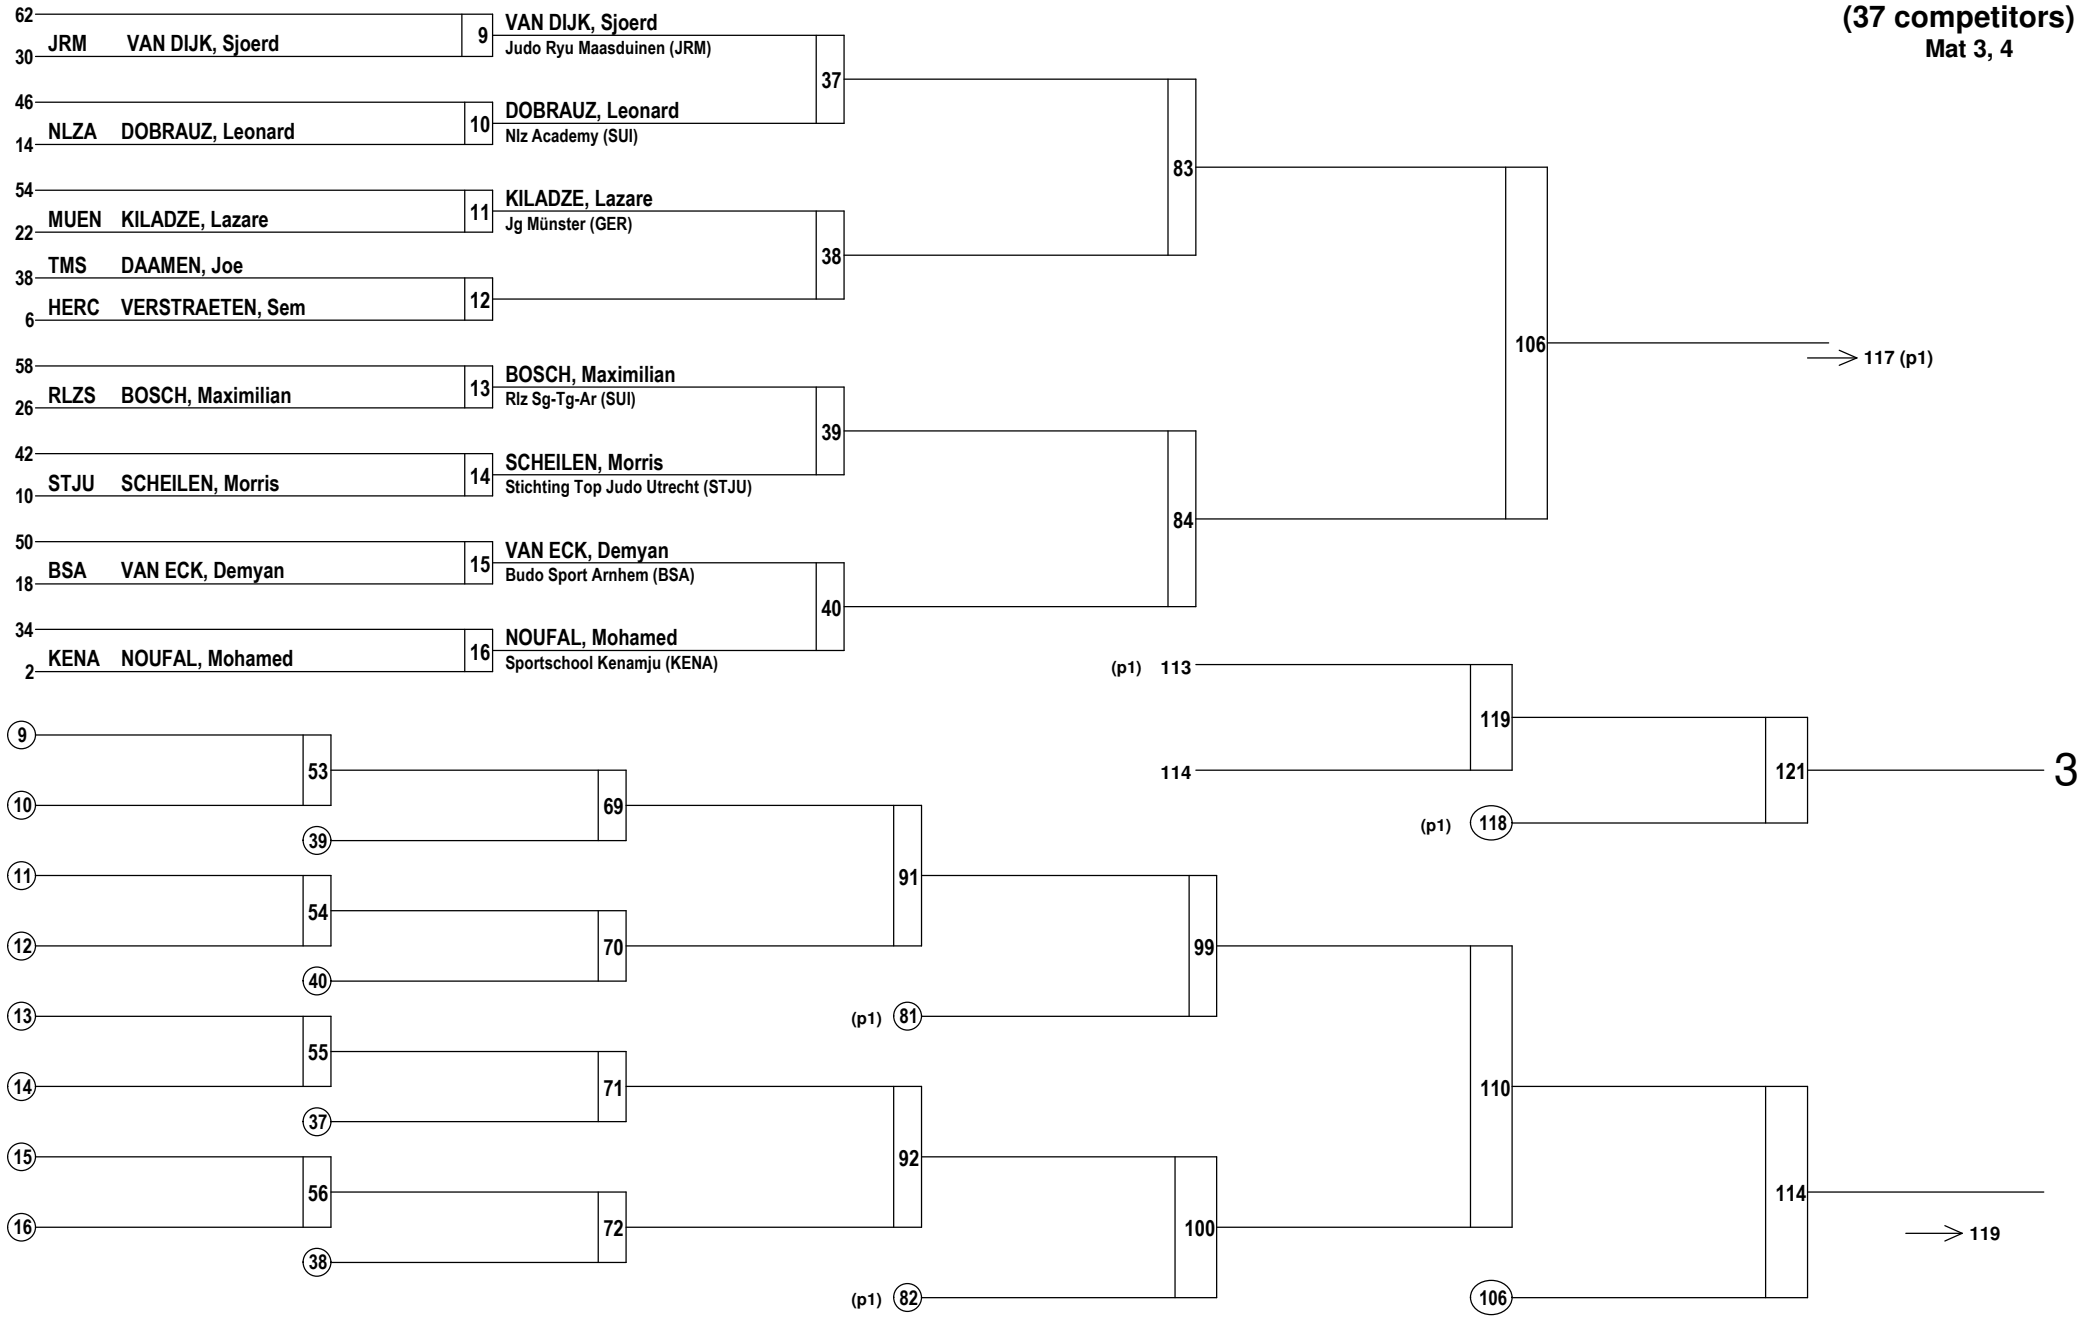 (37 competitors)
Mat 3, 4
62
JRM VAN DIJK, Sjoerd
30
9
VAN DIJK, Sjoerd
Judo Ryu Maasduinen (JRM)
37
46
NLZA DOBRAUZ, Leonard
14
10
DOBRAUZ, Leonard
Nlz Academy (SUI)
83
54
MUEN KILADZE, Lazare
22
11
KILADZE, Lazare
Jg Münster (GER)
38
TMS DAAMEN, Joe
38
HERC VERSTRAETEN, Sem
6
12
106
117 (p1)
58
RLZS BOSCH, Maximilian
26
13
BOSCH, Maximilian
Rlz Sg-Tg-Ar (SUI)
39
42
STJU SCHEILEN, Morris
10
14
SCHEILEN, Morris
Stichting Top Judo Utrecht (STJU)
84
50
BSA VAN ECK, Demyan
18
15
VAN ECK, Demyan
Budo Sport Arnhem (BSA)
40
34
KENA NOUFAL, Mohamed
2
16
NOUFAL, Mohamed
Sportschool Kenamju (KENA)
(p1) 113
119
114
121
3
(p1) 118
9
53
10
69
39
11
91
54
12
70
99
40
13
(p1) 81
55
14
71
110
37
15
92
56
114
16
72
100
119
38
(p1) 82
106